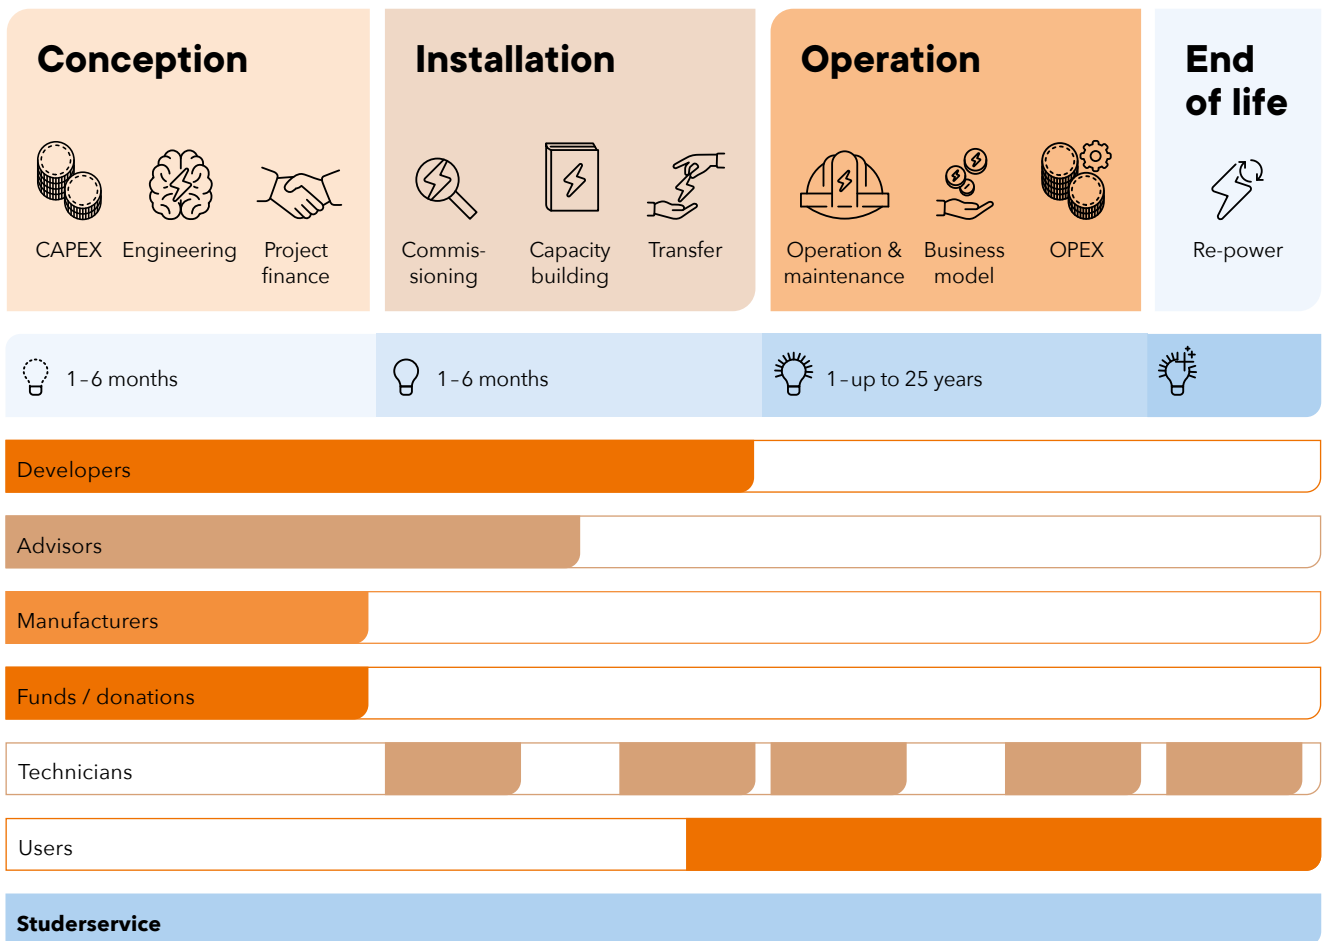 Conception
CAPEX
Engineering
Project
finance
Installation
Commis-
sioning
Capacity
building
Transfer
Operation
Operation &
maintenance
Business
model
OPEX
End
of life
Re-power
1 – 6 months
1 – 6 months
1 – up to 25 years
Developers
Advisors
Manufacturers
Funds / donations
Technicians
Users
Studerservice